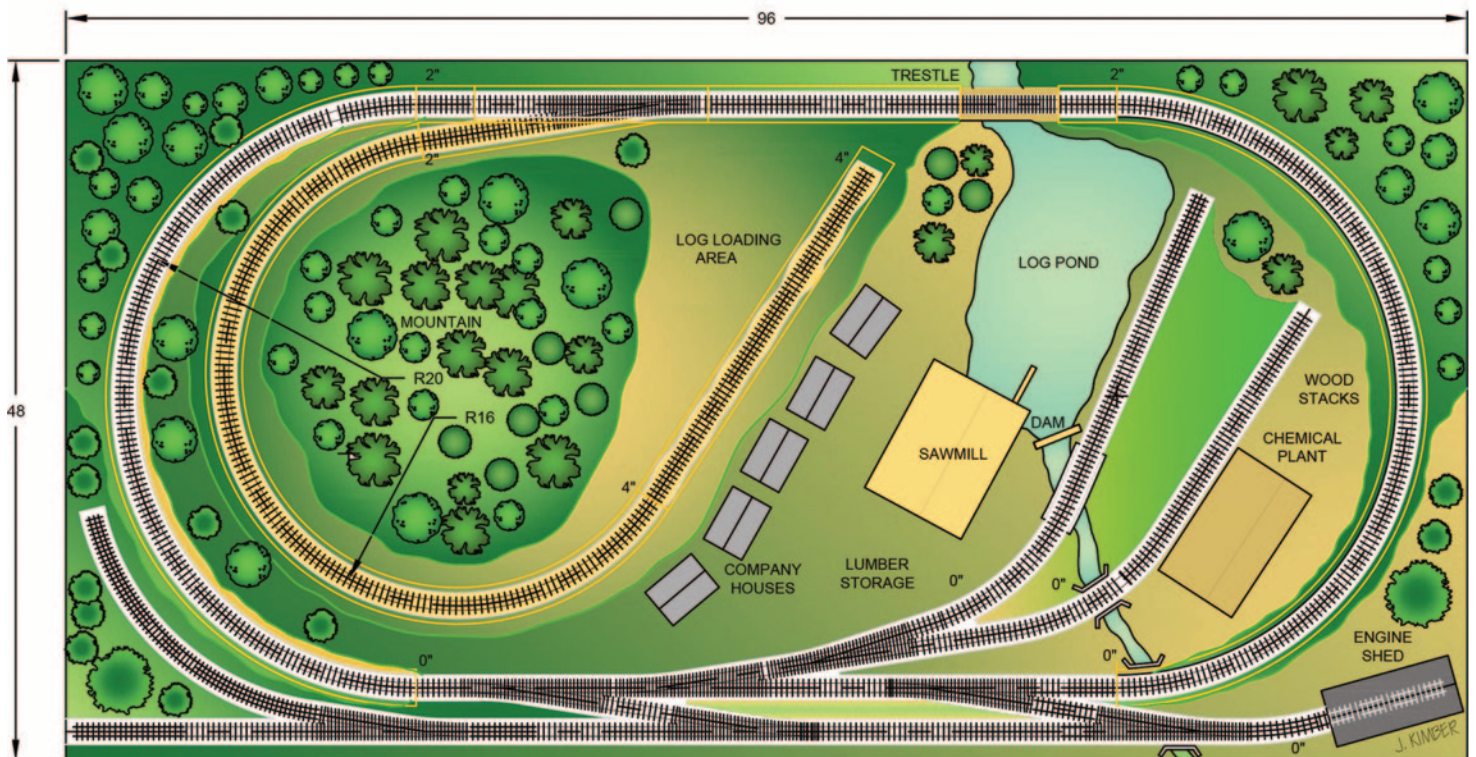 96
2"
TRESTLE
2"
2"
4"
LOG LOADING
AREA
LOG POND
48
MOUNTAIN
R20
R16
WOOD
STACKS
CHEMICAL
PLANT
DAM
SAWMILL
4"
COMPANY
HOUSES
LUMBER
STORAGE
0"
0"
0"
0"
ENGINE
SHED
0"
J. KIMBER